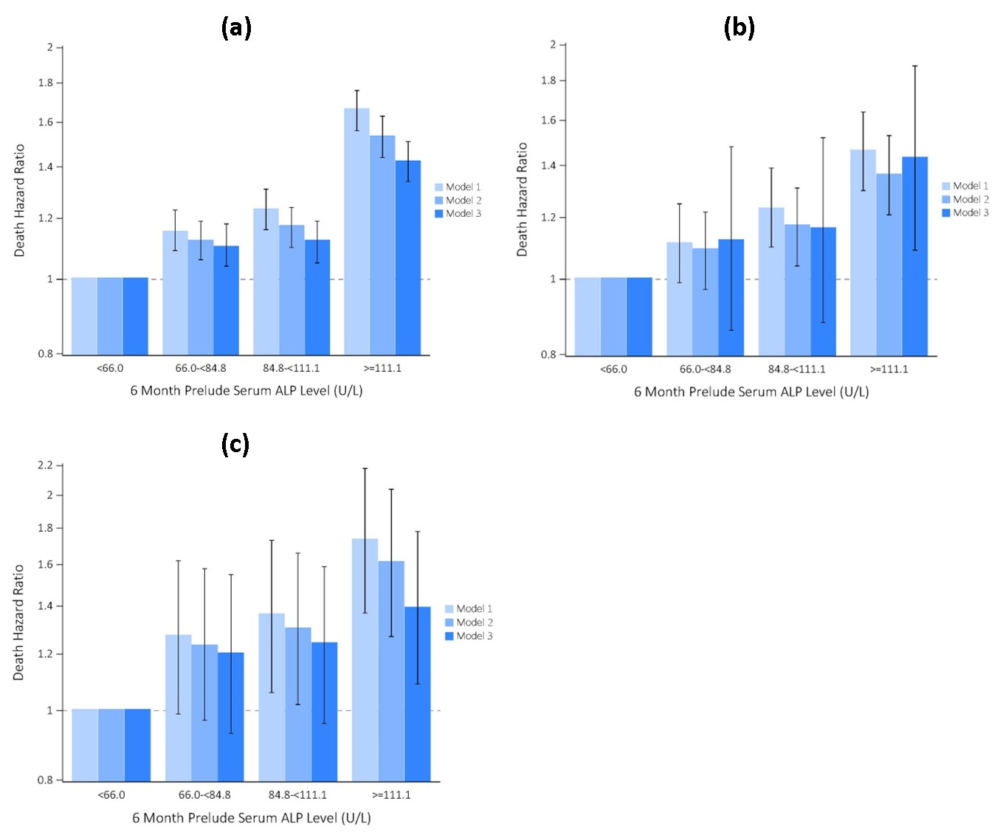 (a)
2
1.8
1.6
1.4
1.2
1
0.8
Death Hazard Ratio
<66.0
66.0-<84.8
84.8-<111.1
>=111.1
6 Month Prelude Serum ALP Level (U/L)
Model 1
Model 2
Model 3
(b)
2
1.8
1.6
1.4
1.2
1
0.8
Death Hazard Ratio
<66.0
66.0-<84.8
84.8-<111.1
>=111.1
6 Month Prelude Serum ALP Level (U/L)
Model 1
Model 2
Model 3
(c)
2.2
2
1.8
1.6
1.4
1.2
1
0.8
Death Hazard Ratio
<66.0
66.0-<84.8
84.8-<111.1
>=111.1
6 Month Prelude Serum ALP Level (U/L)
Model 1
Model 2
Model 3